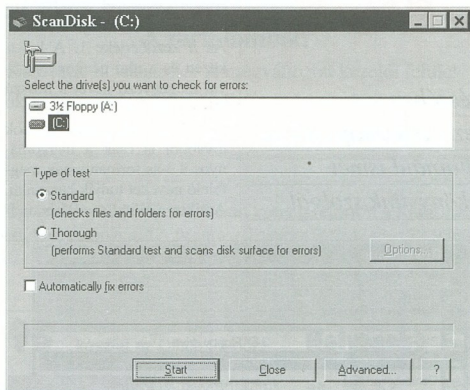 ScanDisk - (C:)
Select the drive(s) you want to check for errors:
3½ Floppy (A:)
(C:)
Type of test
Standard
(checks files and folders for errors)
Thorough
(performs Standard test and scans disk surface for errors)
Options...
Automatically fix errors
Start
Close
Advanced...
?